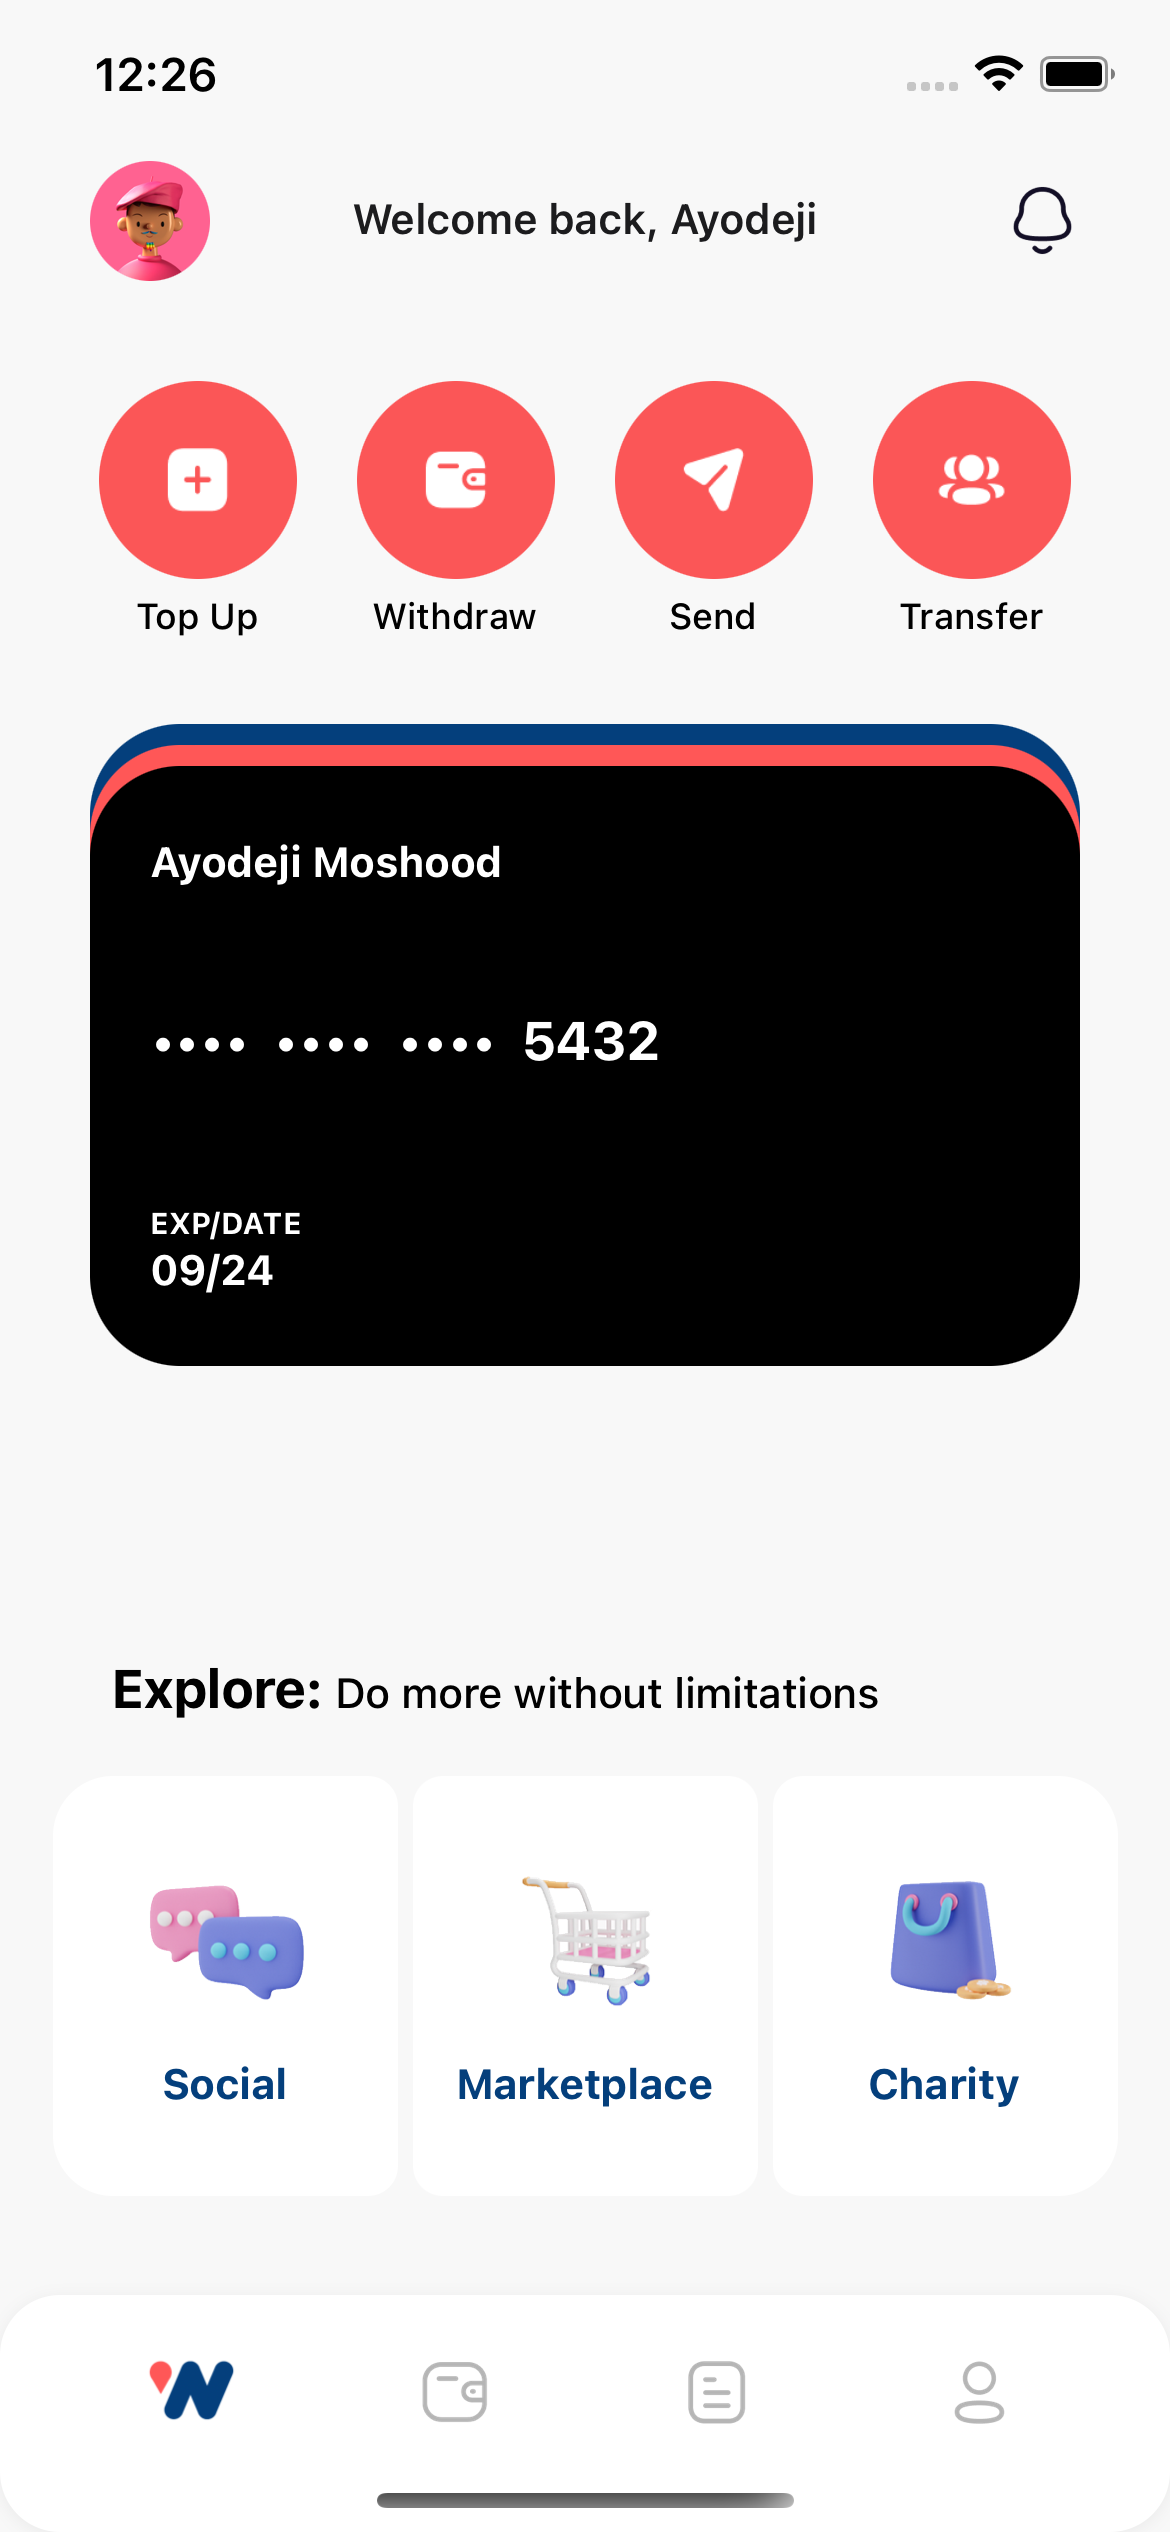 12:26
Welcome back, Ayodeji
Top Up
Withdraw
Send
Transfer
Ayodeji Moshood
•••• •••• •••• 5432
EXP/DATE
09/24
Explore: Do more without limitations
Social
Marketplace
Charity